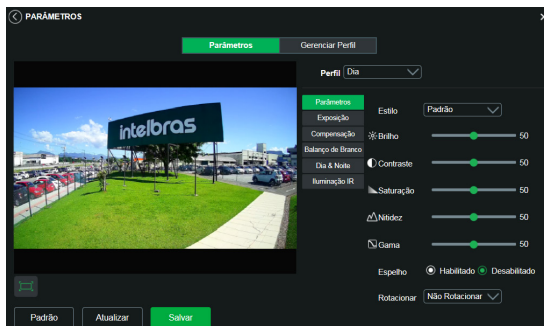 PARÂMETROS
Parâmetros Gerenciar Perfil
Perfil Dia
Parâmetros
Exposição
Compensação
Balanço de Branco
Dia & Noite
Iluminação IR
Estilo Padrão
Brilho 50
Contraste 50
Saturação 50
Nitidez 50
Gama 50
Espelho Habilitado Desabilitado
Rotacionar Não Rotacionar
intelbras
Padrão Atualizar Salvar